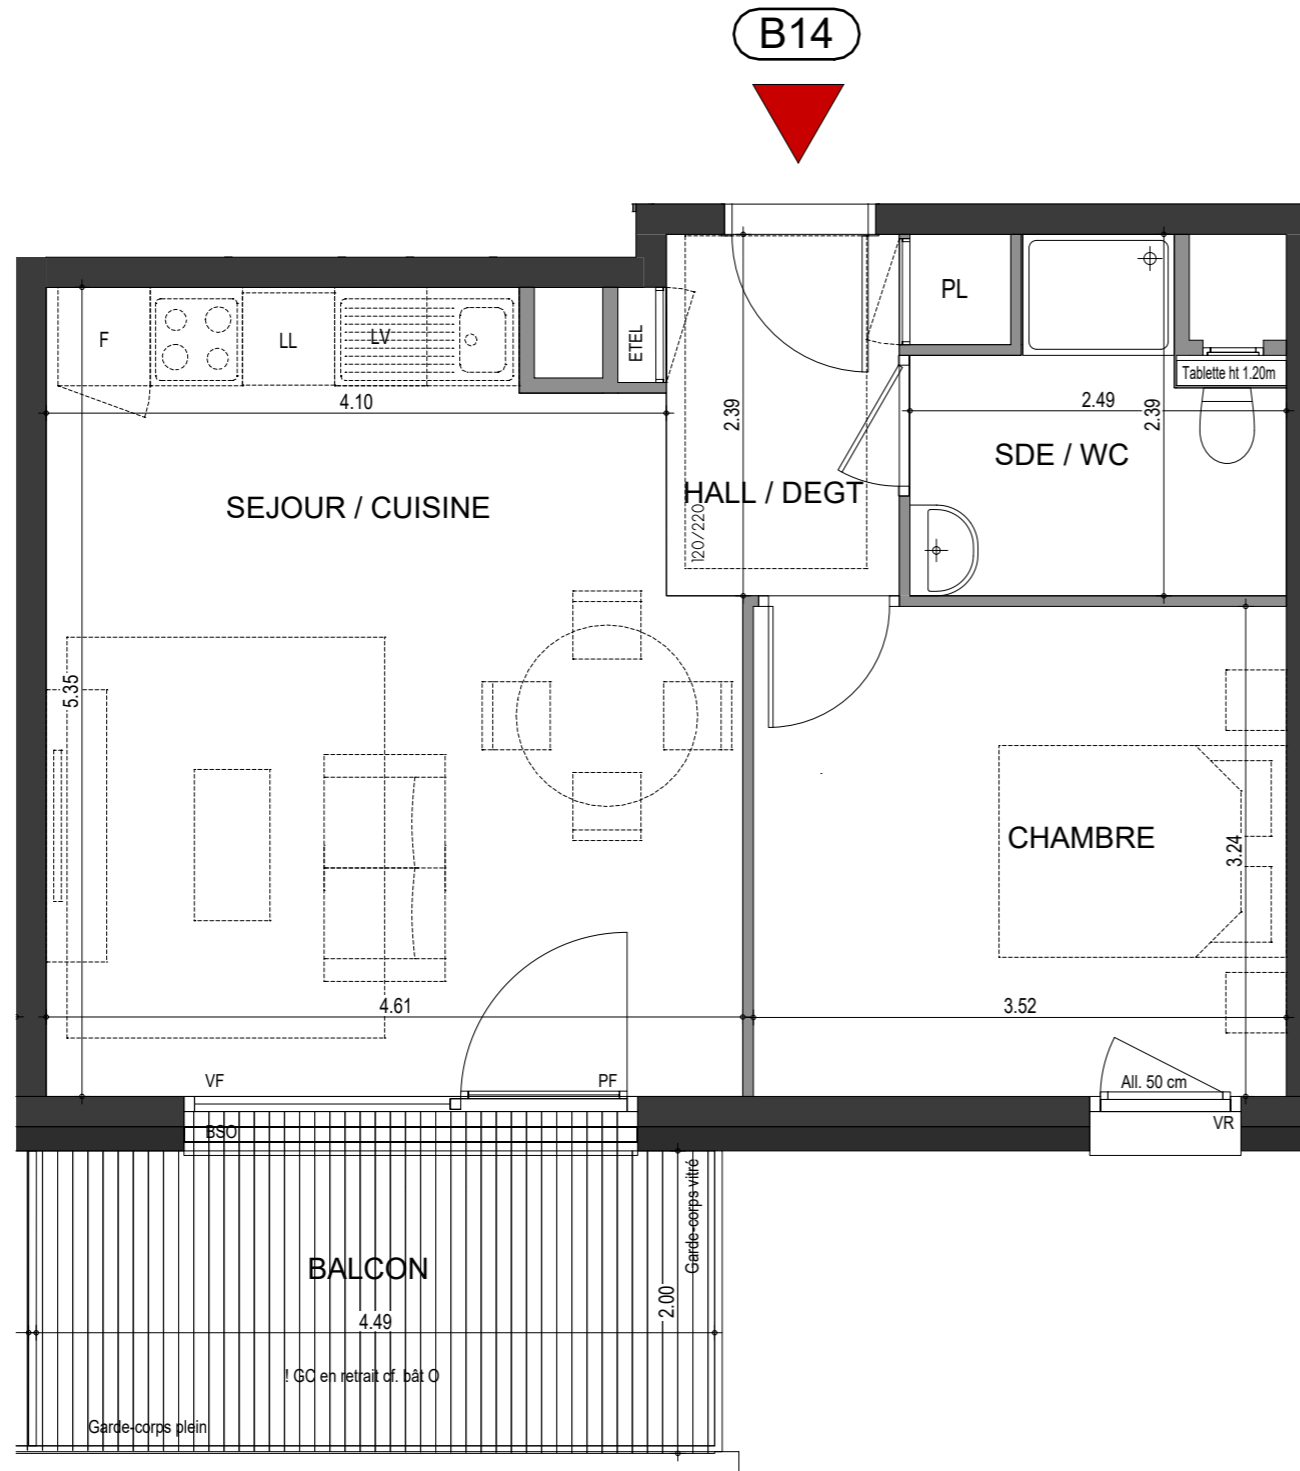 B14
PL
F
LL
LV
ETEL
Tablette ht 1.20m
4.10
2.39
2.49
2.39
SDE / WC
HALL / DEGT
SEJOUR / CUISINE
120/220
5.35
CHAMBRE
3.24
4.61
3.52
VF
PF
All. 50 cm
BSO
VR
Garde-corps vitré
BALCON
2.00
4.49
! GC en retrait cf. bât O
Garde-corps plein